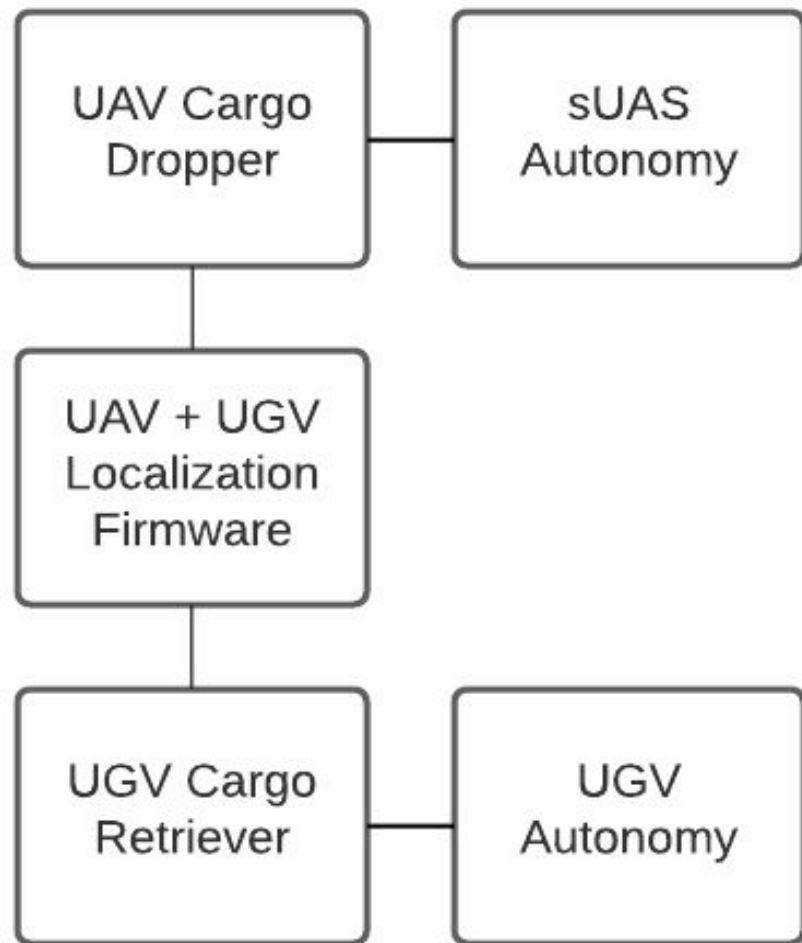 UAV Cargo
Dropper
sUAS
Autonomy
UAV + UGV
Localization
Firmware
UGV Cargo
Retriever
UGV
Autonomy